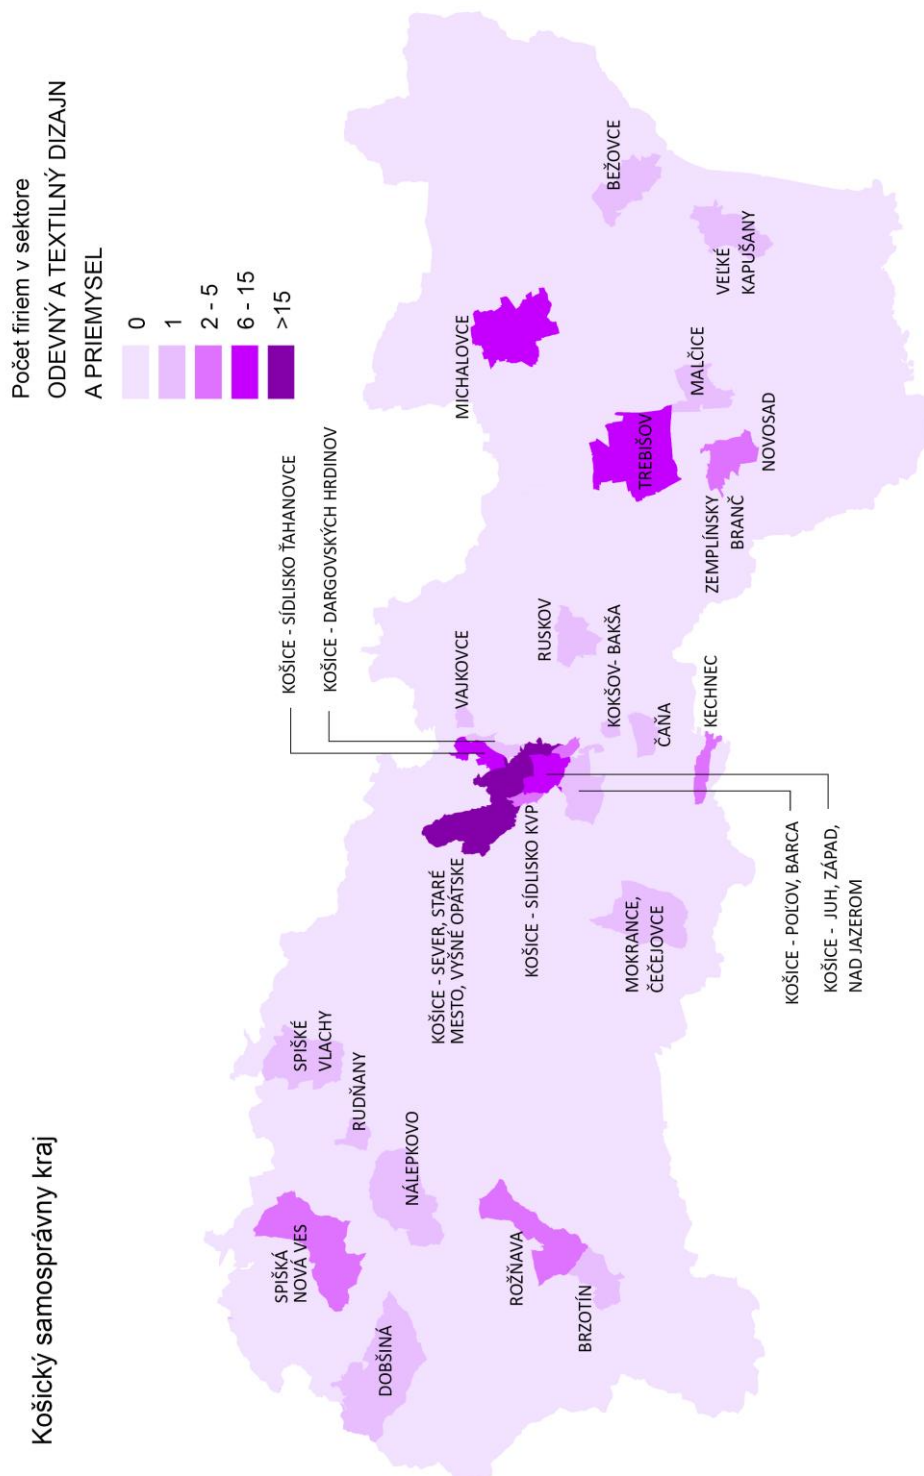 Košický samosprávny kraj
Počet firiem v sektore
ODEVNÝ A TEXTILNÝ DIZAJN
A PRIEMYSEL
0
1
2 - 5
6 - 15
>15
KOŠICE - SÍDLISKO ŤAHANOVCE
KOŠICE - DARGOVSKÝCH HRDINOV
SPIŠKÁ
NOVÁ VES
SPIŠKÉ
VLACHY
RUDŇANY
DOBŠINÁ
NÁLEPKOVO
ROŽŇAVA
BRZOTÍN
KOŠICE - SEVER, STARÉ
MESTO, VYŠNÉ OPÁTSKE
KOŠICE - SÍDLISKO KVP
VAJKOVCE
MICHALOVCE
BEŽOVCE
RUSKOV
TREBIŠOV
KOKŠOV- BAKŠA
MOKRANCE,
ČEČEJOVCE
ČAŇA
MALČICE
VEĽKÉ
KAPUŠANY
KECHNEC
ZEMPLÍNSKY
BRANČ
NOVOSAD
KOŠICE - POĽOV, BARCA
KOŠICE - JUH, ZÁPAD,
NAD JAZEROM